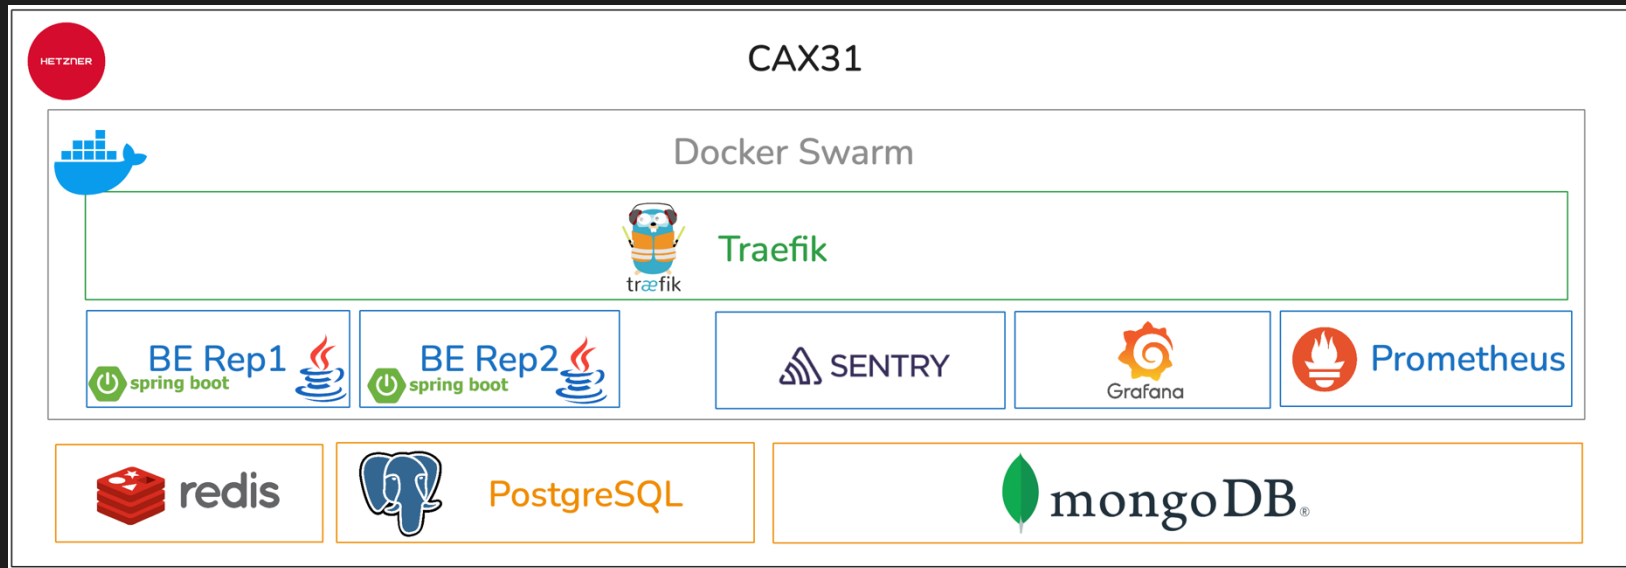 HETZNER
CAX31
Docker Swarm
Traefik
træfik
BE Rep1
spring boot
BE Rep2
spring boot
SENTRY
Grafana
Prometheus
redis
PostgreSQL
mongoDB®